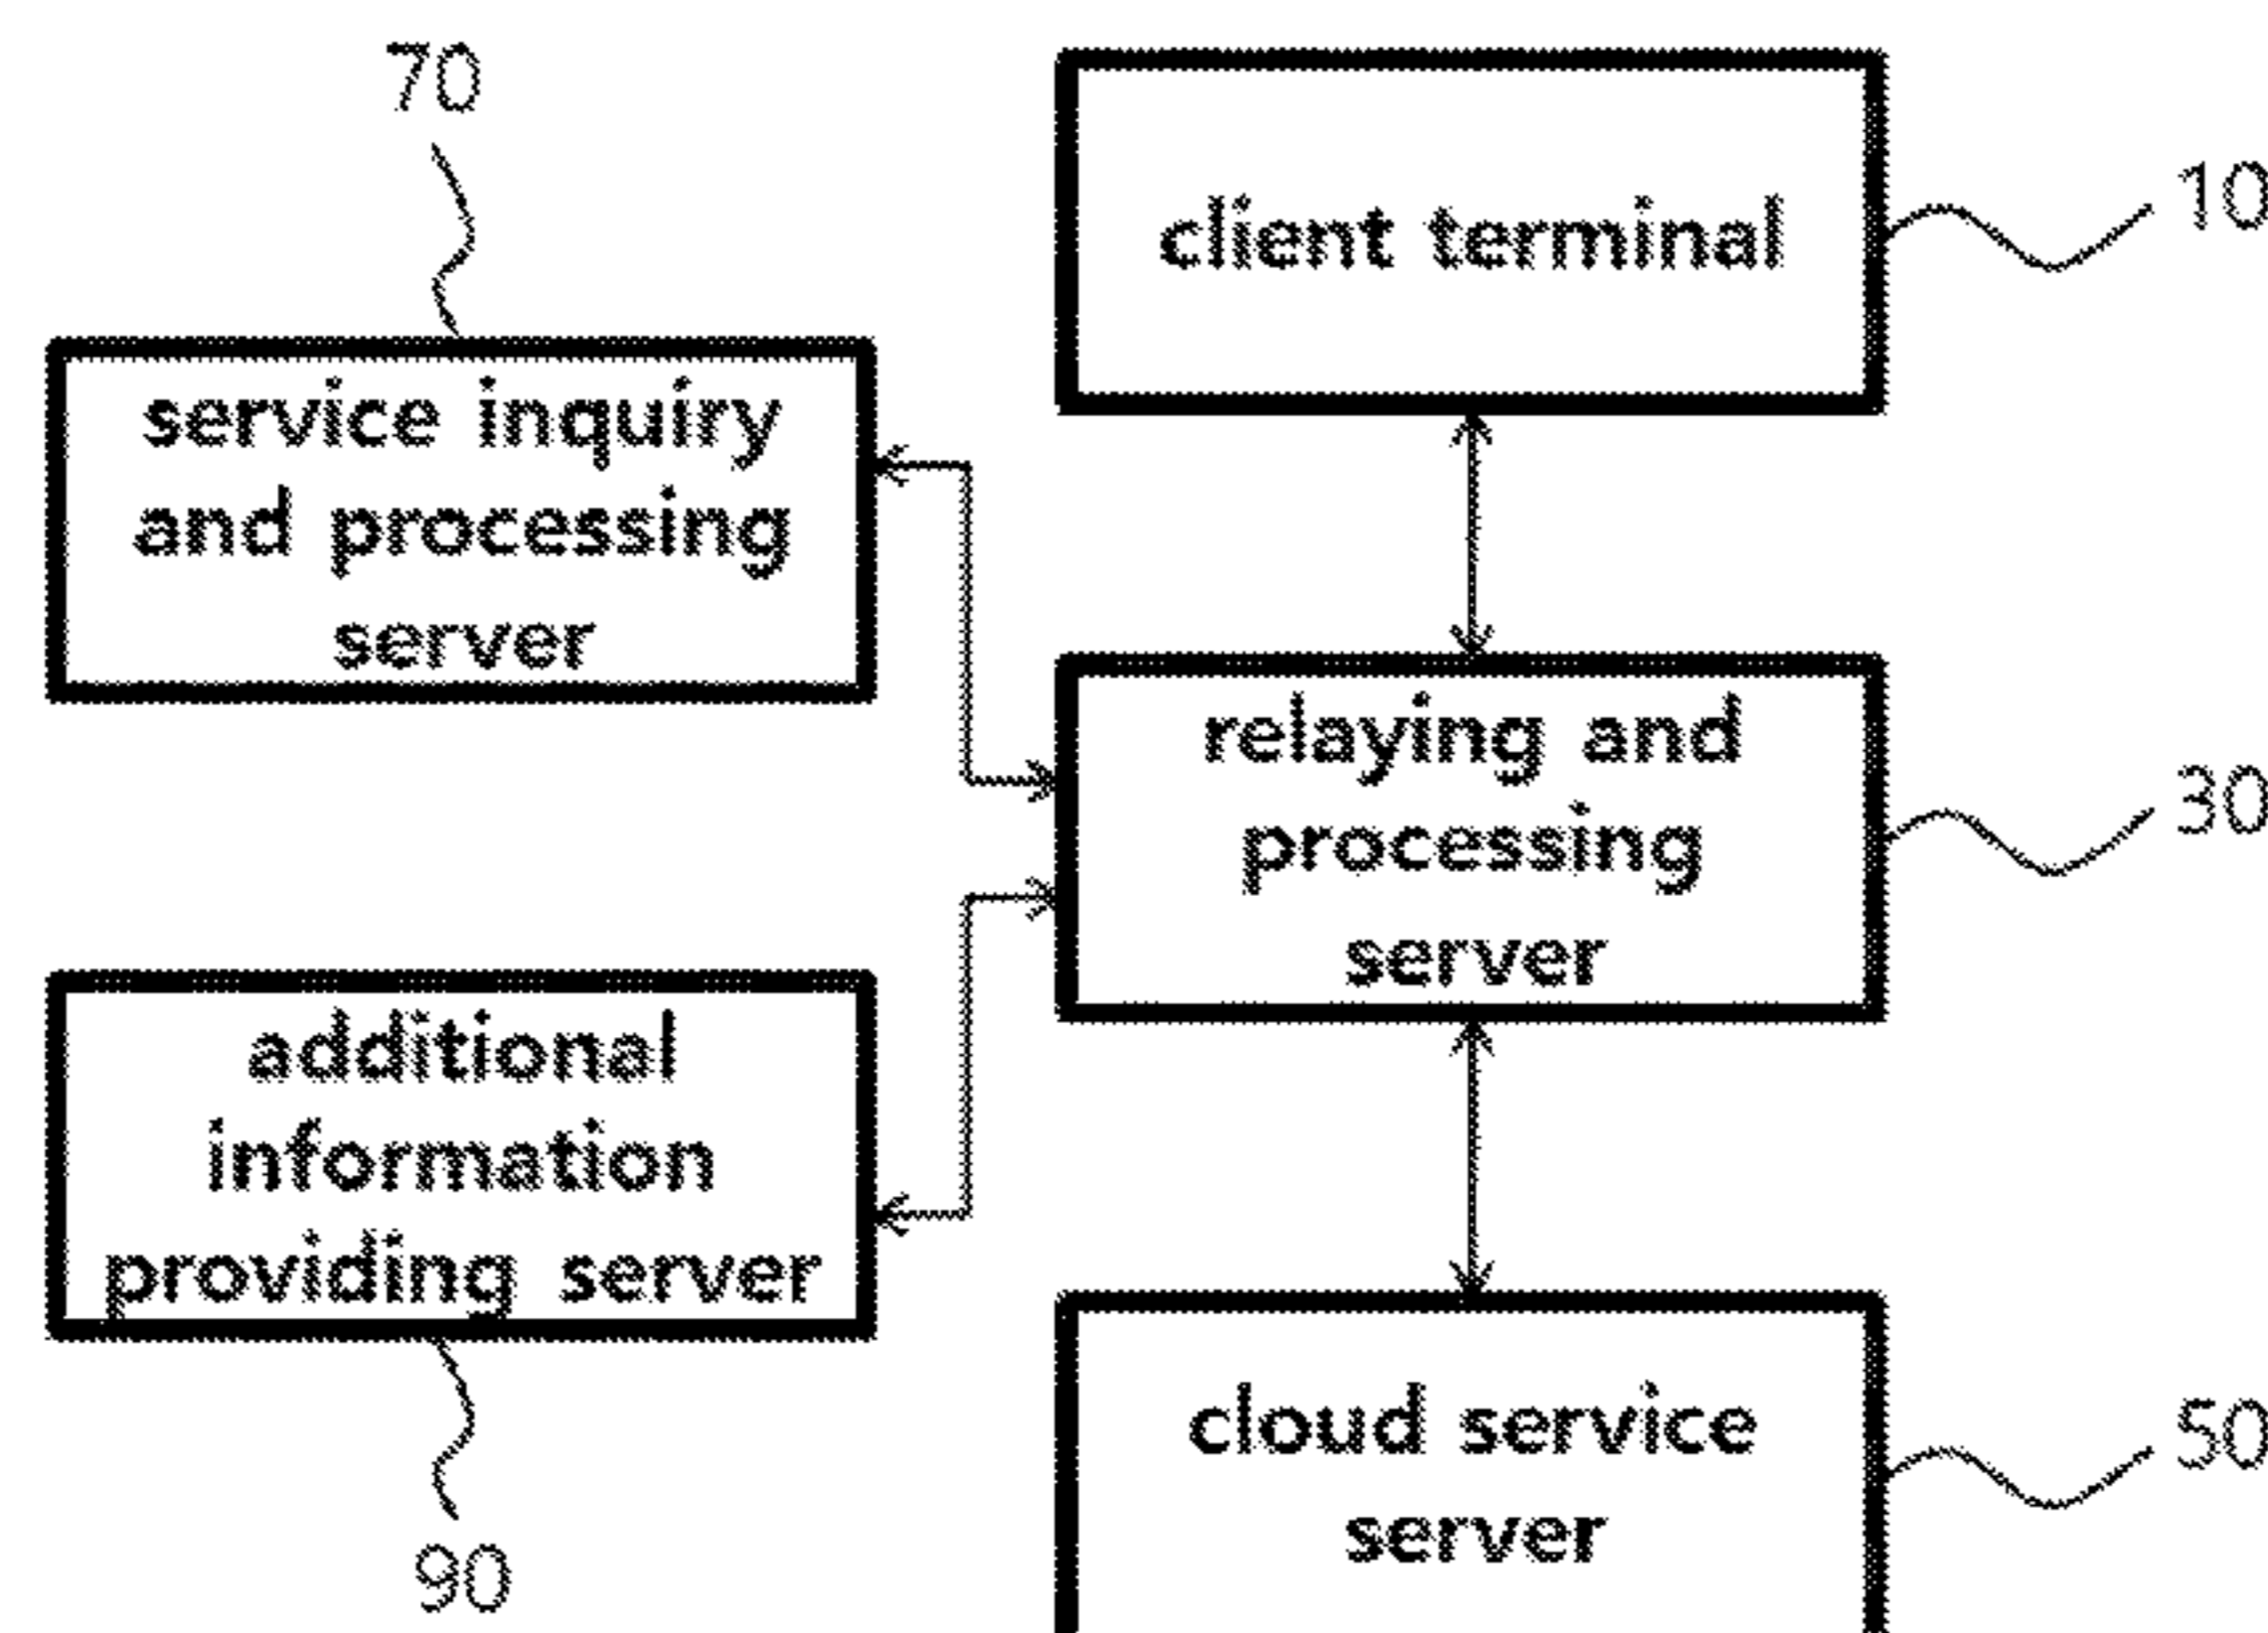 70
client terminal
10
service inquiry
and processing
server
relaying and
processing
server
30
additional
information
providing server
90
cloud service
server
50